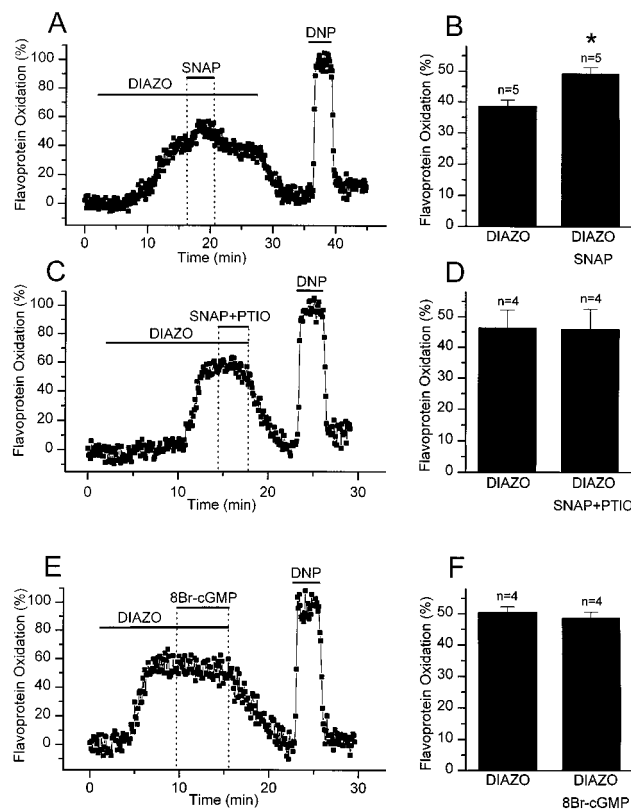 A
Flavoprotein Oxidation (%)
100
80
60
40
20
0
DIAZO
SNAP
DNP
0 10 20 30 40
Time (min)
B
Flavoprotein Oxidation (%)
50
40
30
20
10
0
n=5
*
n=5
DIAZO DIAZO
SNAP
C
Flavoprotein Oxidation (%)
100
80
60
40
20
0
DIAZO
SNAP+PTIO
DNP
0 10 20 30
Time (min)
D
Flavoprotein Oxidation (%)
50
40
30
20
10
0
n=4 n=4
DIAZO DIAZO
SNAP+PTIO
E
Flavoprotein Oxidation (%)
100
80
60
40
20
0
DIAZO
8Br-cGMP
DNP
0 10 20 30
Time (min)
F
Flavoprotein Oxidation (%)
50
40
30
20
10
0
n=4 n=4
DIAZO DIAZO
8Br-cGMP